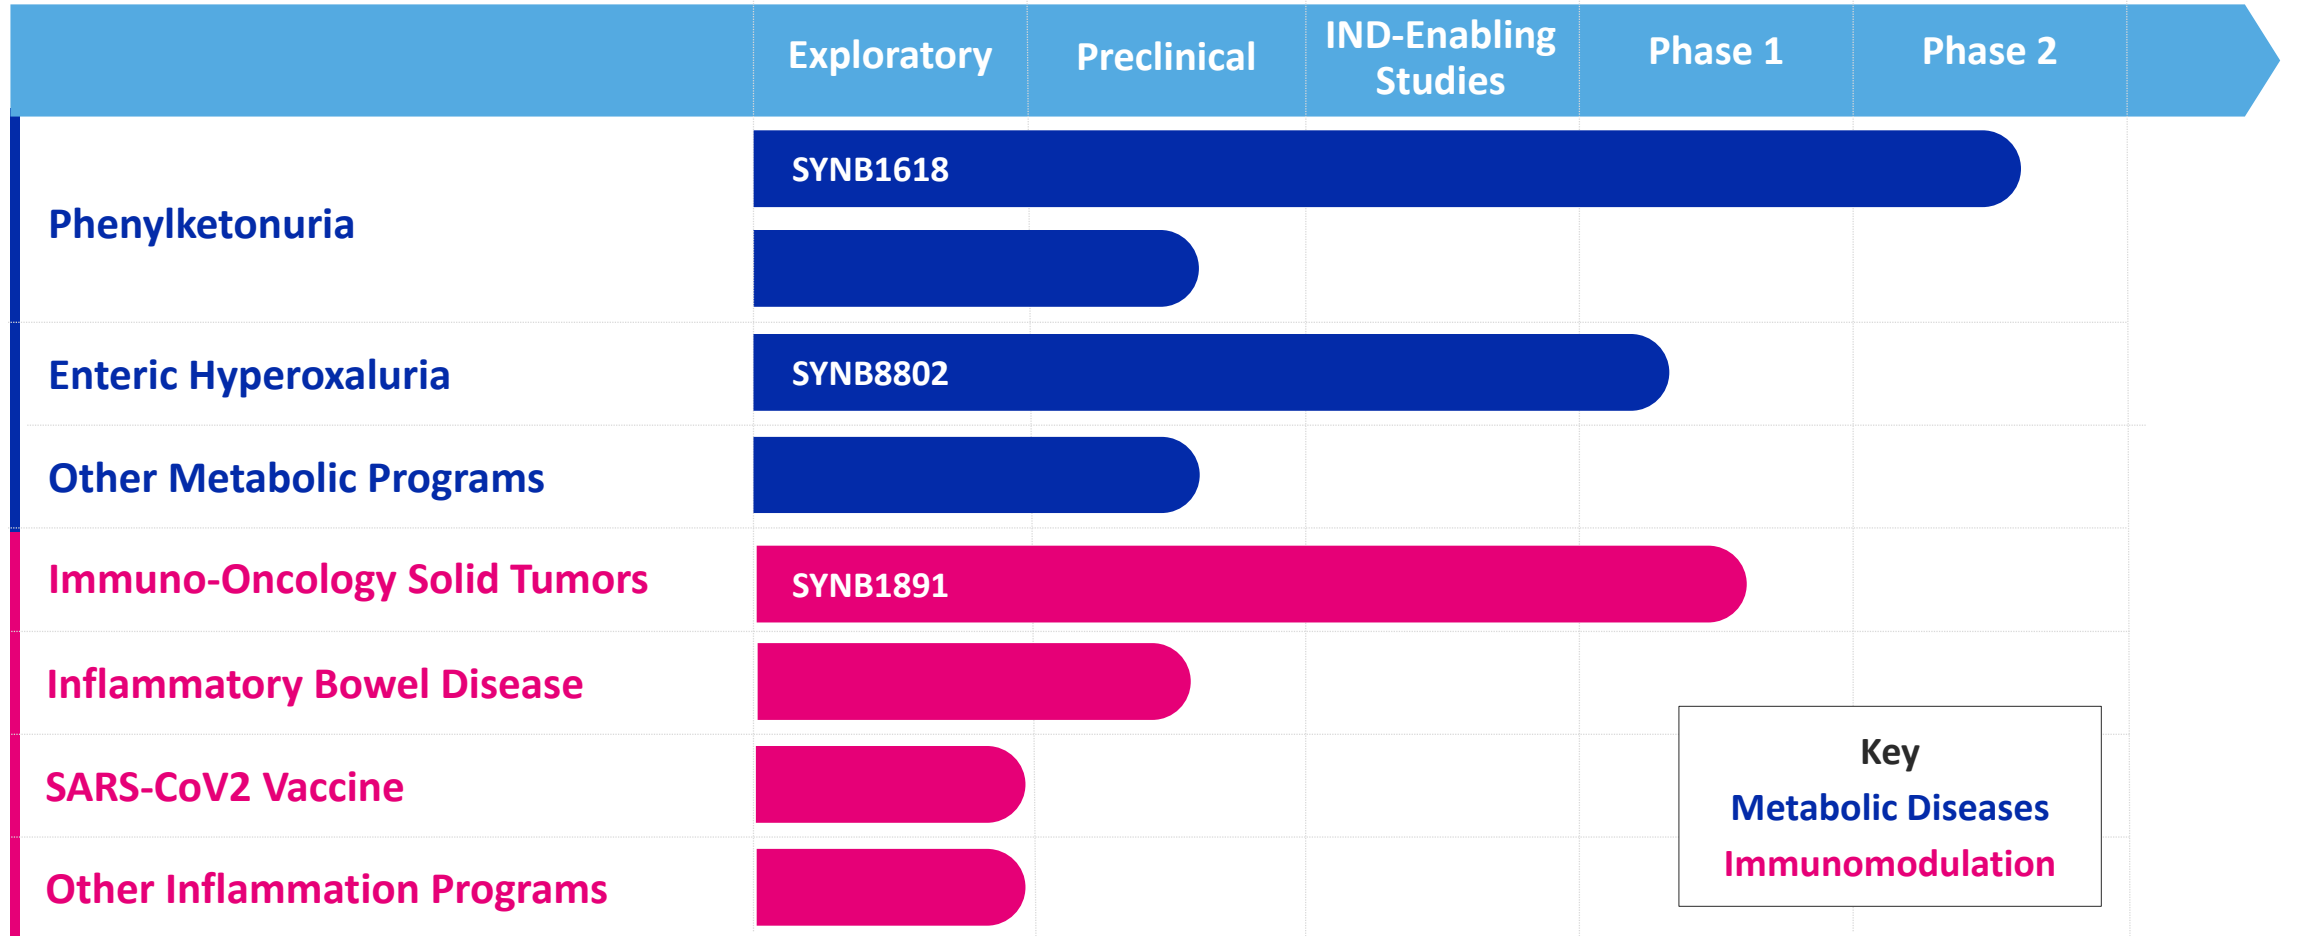 Exploratory
Preclinical
IND-Enabling
Studies
Phase 1
Phase 2
Phenylketonuria
SYNB1618
Enteric Hyperoxaluria
SYNB8802
Other Metabolic Programs
Immuno-Oncology Solid Tumors
SYNB1891
Inflammatory Bowel Disease
SARS-CoV2 Vaccine
Other Inflammation Programs
Key
Metabolic Diseases
Immunomodulation